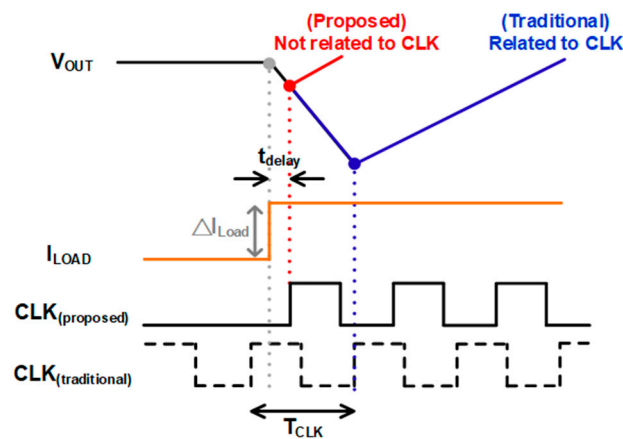 (Proposed)
Not related to CLK
(Traditional)
Related to CLK
VOUT
tdelay
△ILoad
ILOAD
CLK(proposed)
CLK(traditional)
TCLK